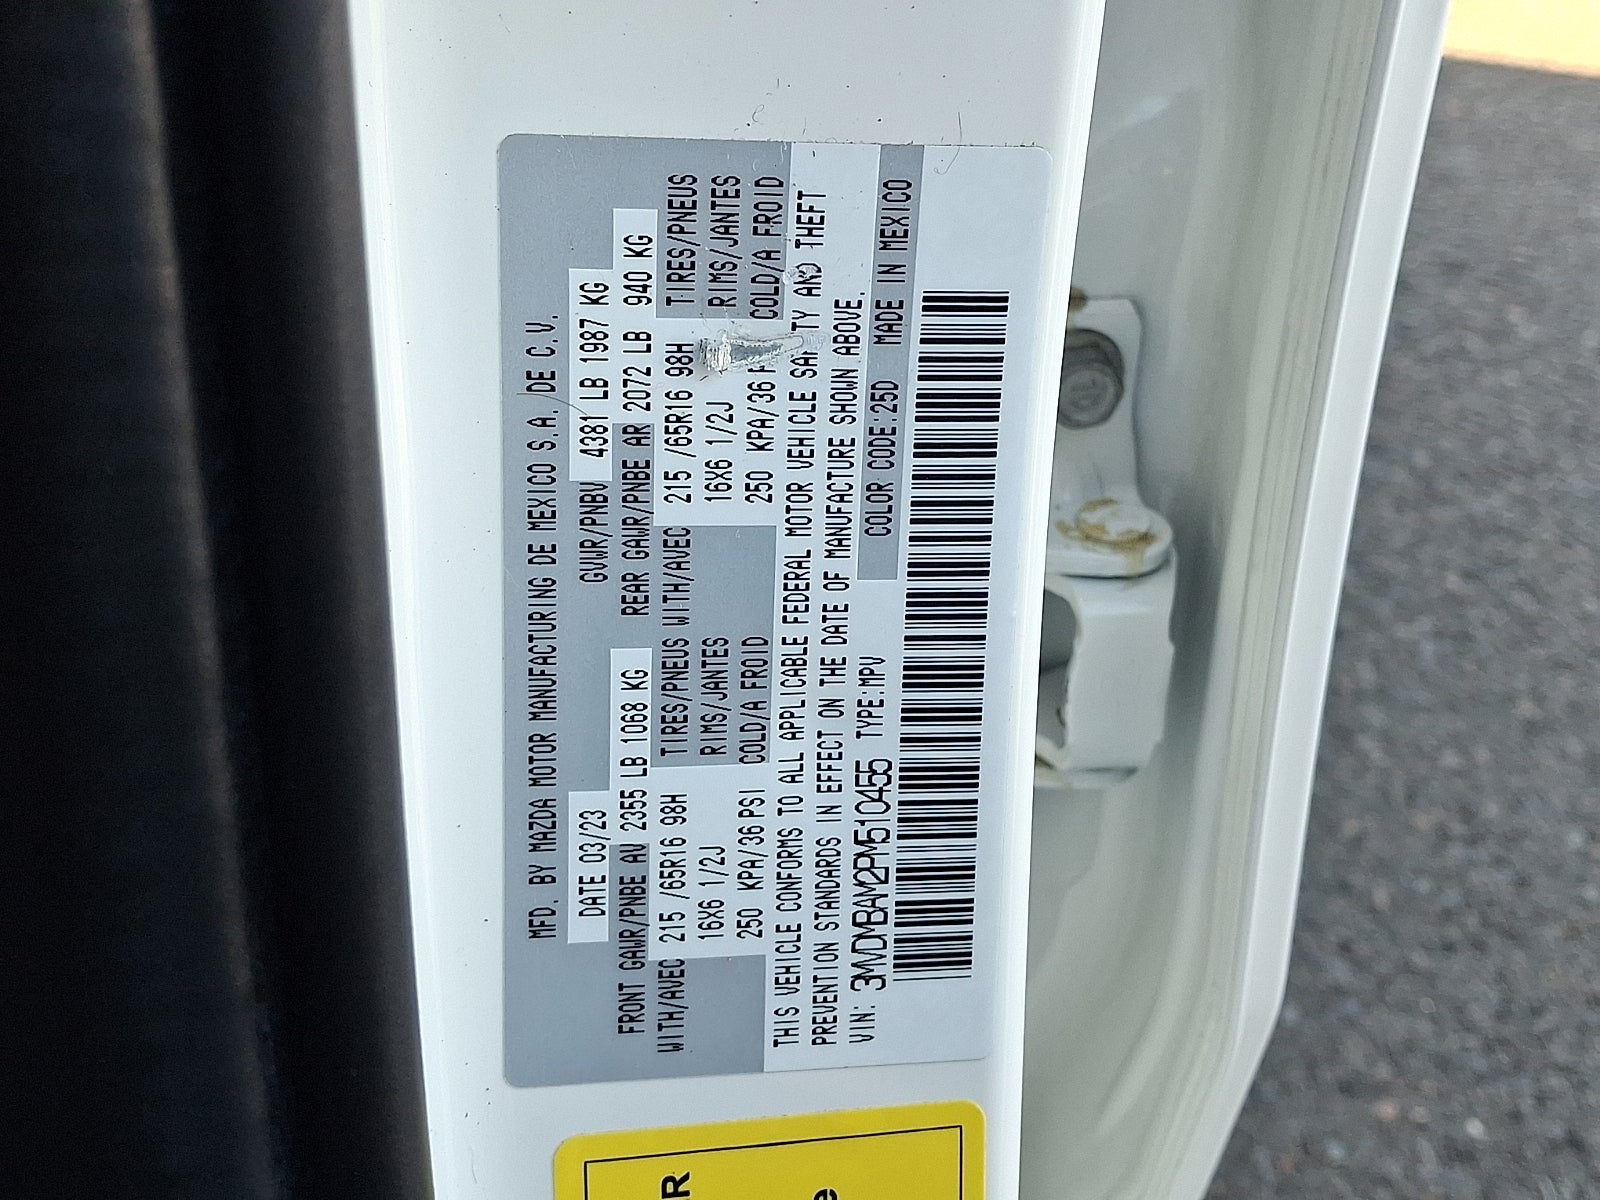 MFD. BY MAZDA MOTOR MANUFACTURING DE MEXICO S.A. DE C.V.
DATE 03/23 GVWR/PNBV 4381 LB 1987 KG
FRONT GAWR/PNBE AV 2355 LB 1068 KG REAR GAWR/PNBE AR 2072 LB 940 KG
WITH/AVEC 215 /65R16 98H TIRES/PNEUS WITH/AVEC 215 /65R16 98H TIRES/PNEUS
16X6 1/2J RIMS/JANTES 16X6 1/2J RIMS/JANTES
250 KPA/36 PSI COLD/A FROID 250 KPA/36 COLD/A FROID
THIS VEHICLE CONFORMS TO ALL APPLICABLE FEDERAL MOTOR VEHICLE SAFETY AND THEFT
PREVENTION STANDARDS IN EFFECT ON THE DATE OF MANUFACTURE SHOWN ABOVE.
VIN: 3MVDMBAM2PM510455 TYPE:MPV COLOR CODE:25D MADE IN MEXICO